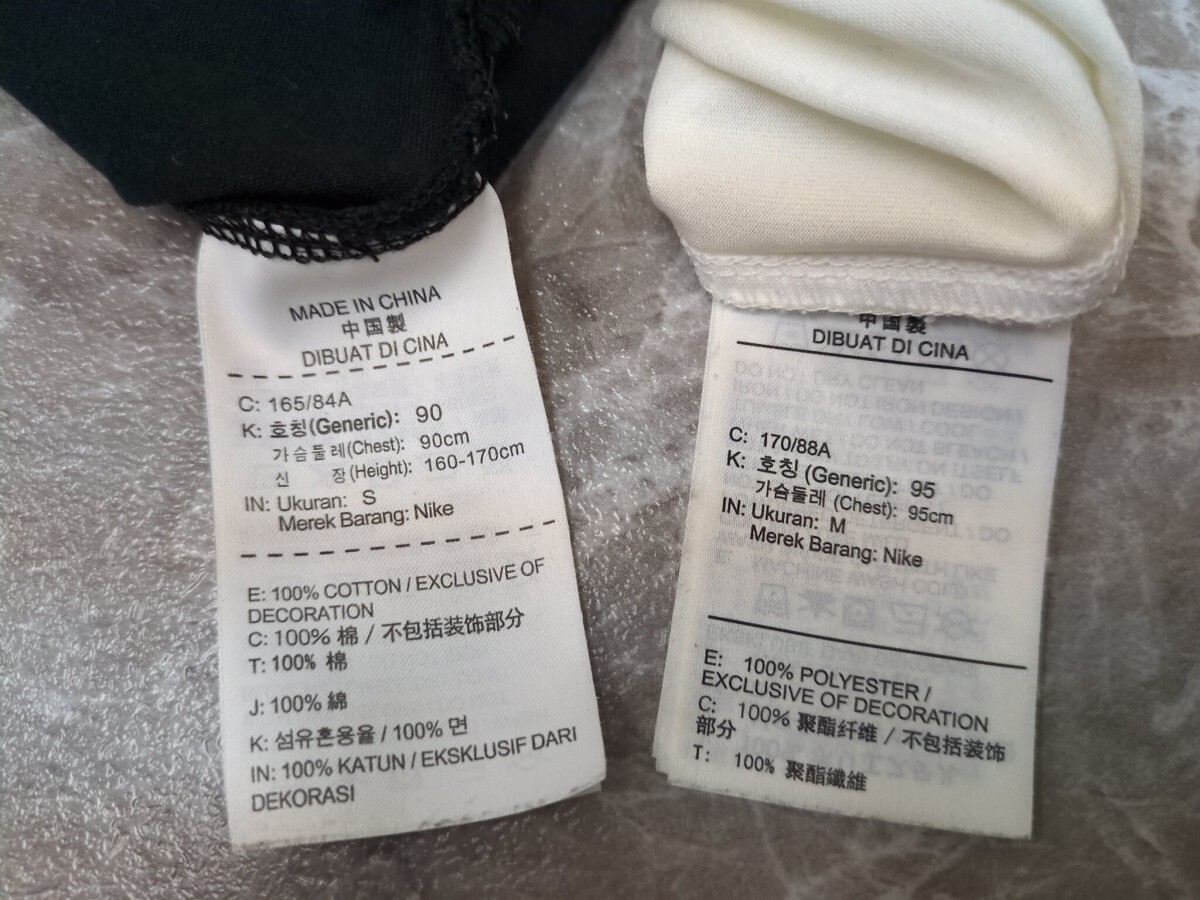 MADE IN CHINA
中国製
DIBUAT DI CINA
C: 165/84A
K: 호칭(Generic): 90
가슴둘레(Chest): 90cm
신 장(Height): 160-170cm
IN: Ukuran: S
Merek Barang: Nike
E: 100% COTTON / EXCLUSIVE OF
DECORATION
C: 100% 棉 / 不包括装饰部分
T: 100% 棉
J: 100% 綿
K: 섬유혼용율 / 100% 면
IN: 100% KATUN / EKSKLUSIF DARI
DEKORASI
中国製
DIBUAT DI CINA
C: 170/88A
K: 호칭 (Generic): 95
가슴둘레 (Chest): 95cm
IN: Ukuran: M
Merek Barang: Nike
E: 100% POLYESTER /
EXCLUSIVE OF DECORATION
C: 100% 聚酯纤维 / 不包括装饰
部分
T: 100% 聚酯纖維